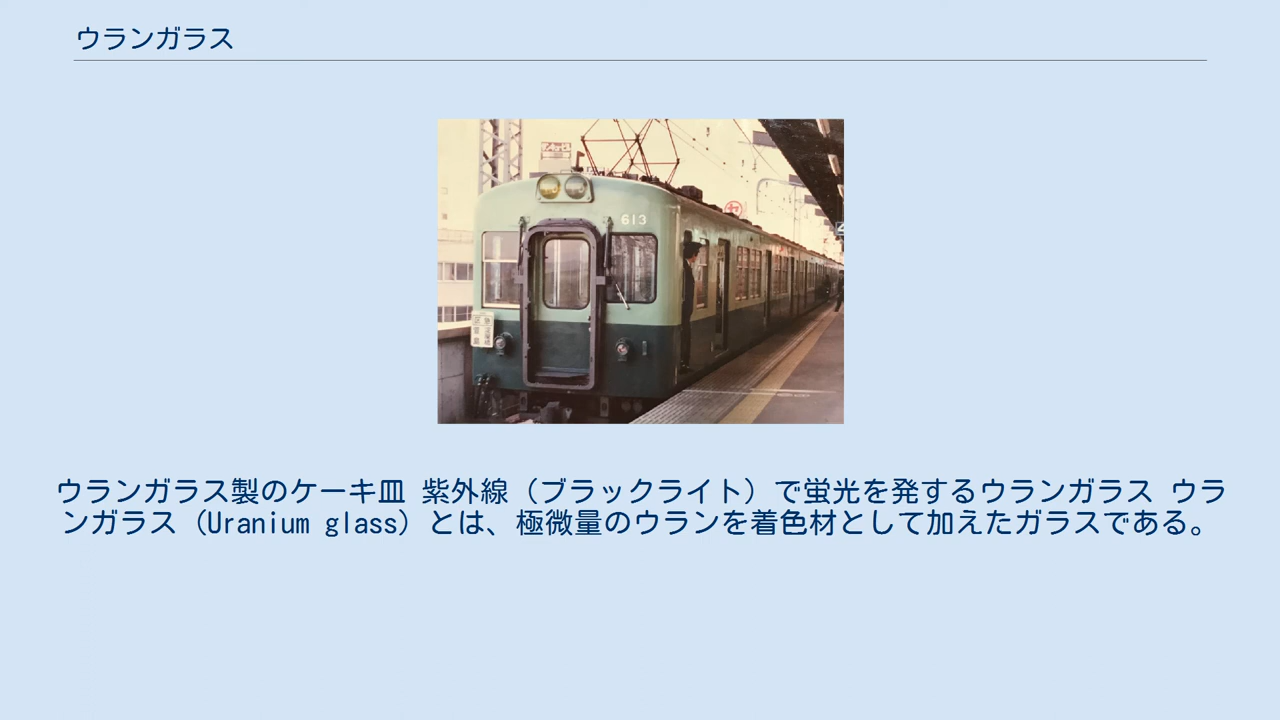 ウランガラス
613
ウランガラス製のケーキ皿 紫外線（ブラックライト）で蛍光を発するウランガラス ウラ
ンガラス（Uranium glass）とは、極微量のウランを着色材として加えたガラスである。